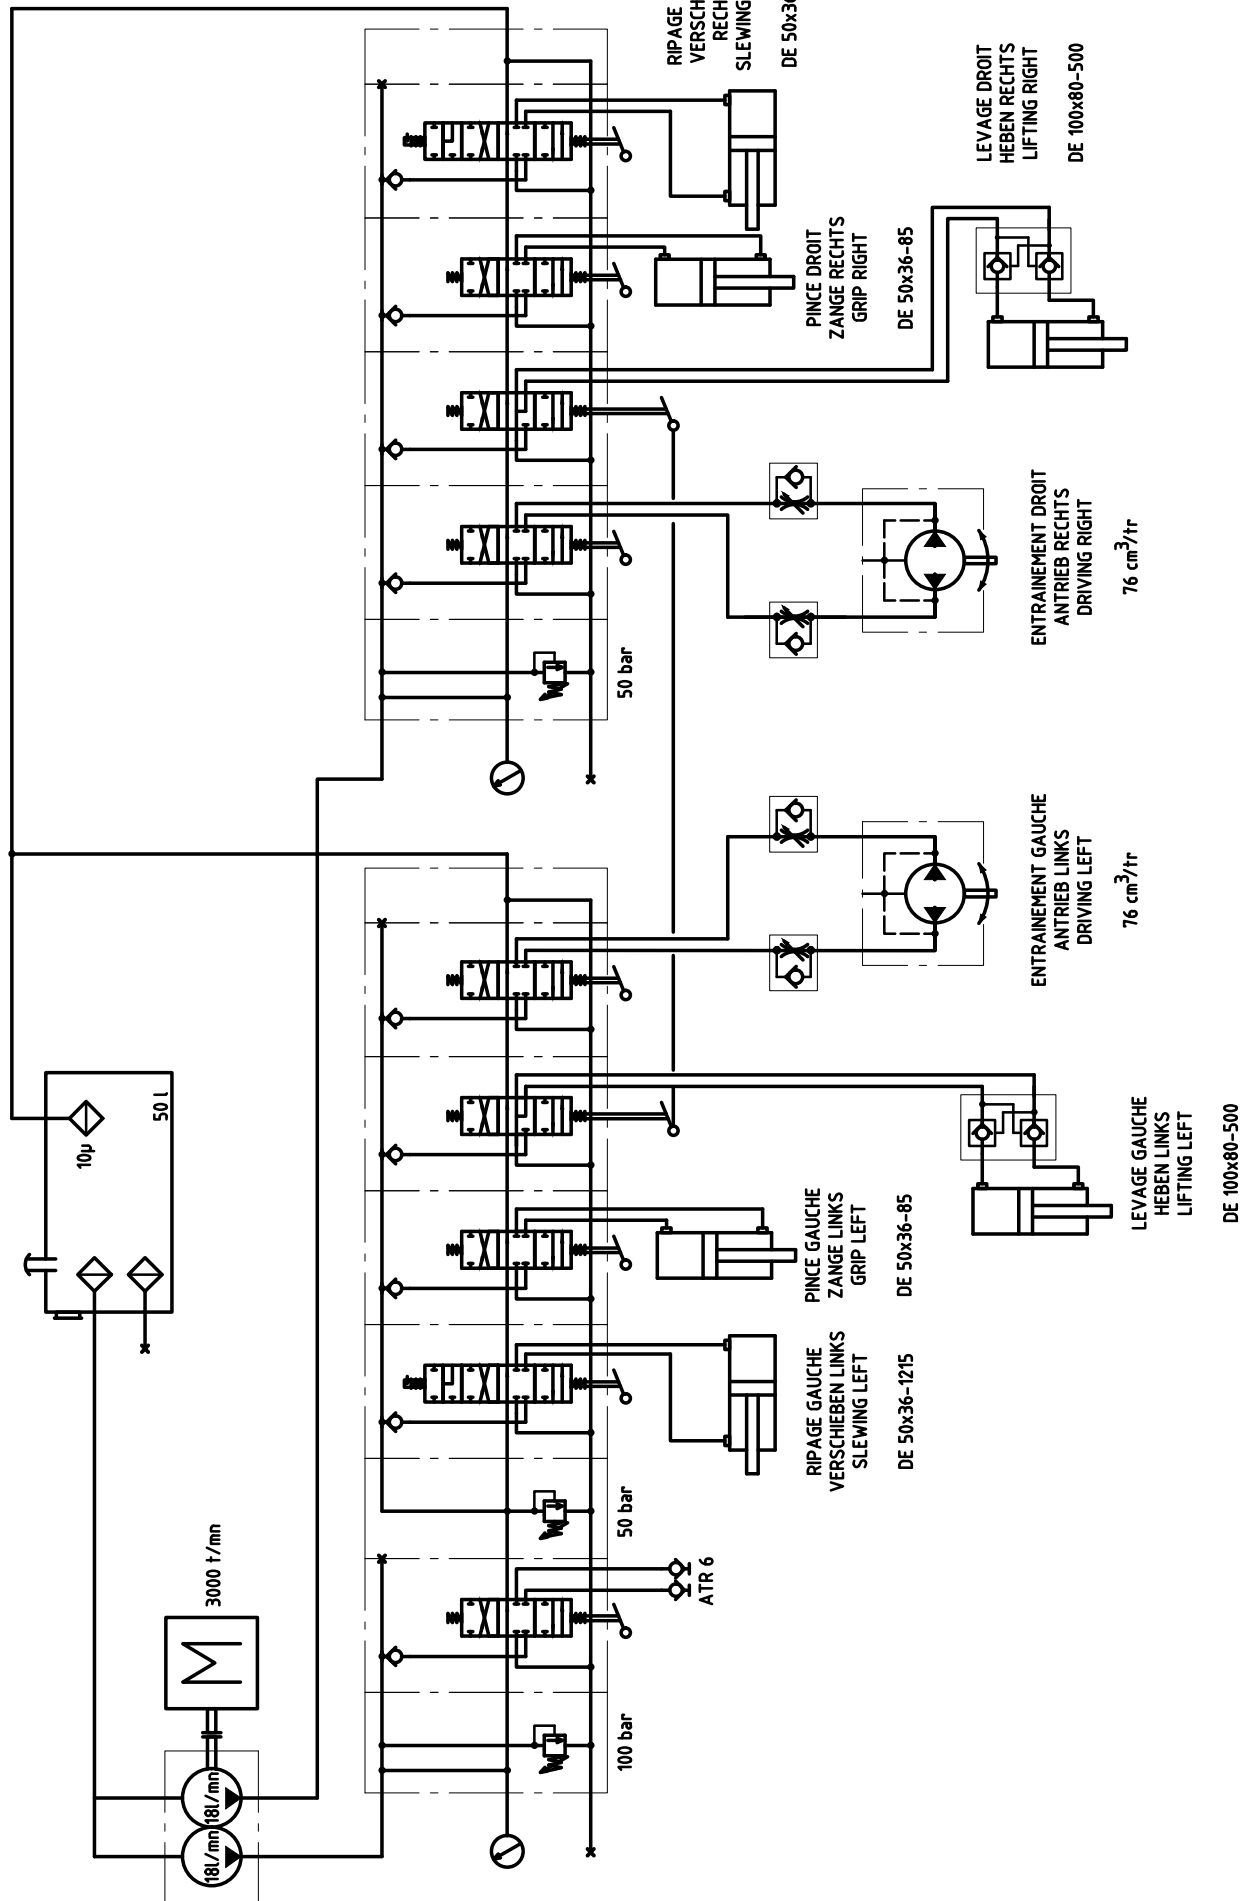 RIPAGE
VERSCH
RECH
SLEWING
DE 50x36
LEVAGE DROIT
HEBEN RECHTS
LIFTING RIGHT
DE 100x80-500
PINCE DROIT
ZANGE RECHTS
GRIP RIGHT
DE 50x36-85
ENTRAINEMENT DROIT
ANTRIEB RECHTS
DRIVING RIGHT
76 cm³/tr
50 bar
ENTRAINEMENT GAUCHE
ANTRIEB LINKS
DRIVING LEFT
76 cm³/tr
50 l
10µ
LEVAGE GAUCHE
HEBEN LINKS
LIFTING LEFT
DE 100x80-500
PINCE GAUCHE
ZANGE LINKS
GRIP LEFT
DE 50x36-85
RIPAGE GAUCHE
VERSCHIEBEN LINKS
SLEWING LEFT
DE 50x36-1215
50 bar
3000 t/mn
M
ATR 6
18l/mn
18l/mn
100 bar